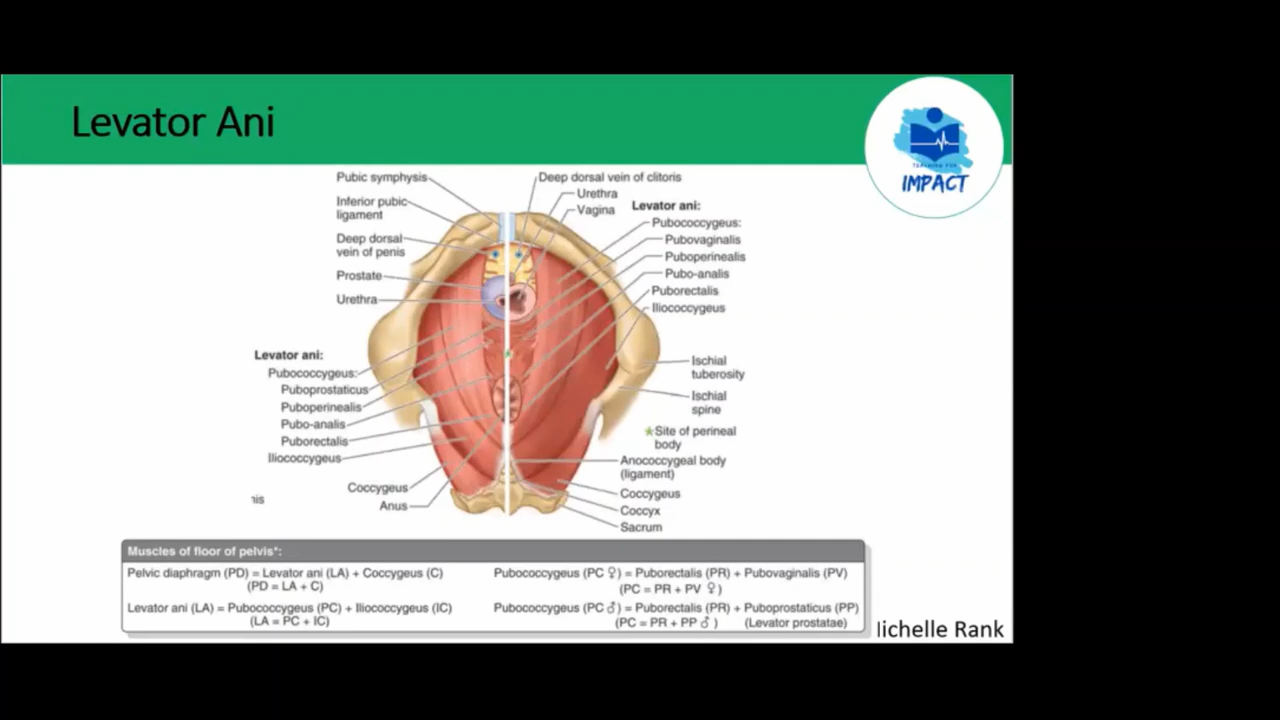 Levator Ani
TEACHING FOR
IMPACT
Pubic symphysis
Inferior pubic
ligament
Deep dorsal
vein of penis
Prostate
Urethra
Levator ani:
Pubococcygeus:
Puboprostaticus
Puboperinealis
Pubo-analis
Puborectalis
Iliococcygeus
Coccygeus
Anus
Deep dorsal vein of clitoris
Urethra
Vagina
Levator ani:
Pubococcygeus:
Pubovaginalis
Puboperinealis
Pubo-analis
Puborectalis
Iliococcygeus
Ischial
tuberosity
Ischial
spine
*Site of perineal
body
Anococcygeal body
(ligament)
Coccygeus
Coccyx
Sacrum
Muscles of floor of pelvis*:
Pelvic diaphragm (PD) = Levator ani (LA) + Coccygeus (C)
(PD = LA + C)
Levator ani (LA) = Pubococcygeus (PC) + Iliococcygeus (IC)
(LA = PC + IC)
Pubococcygeus (PC ♀) = Puborectalis (PR) + Pubovaginalis (PV)
(PC = PR + PV ♀)
Pubococcygeus (PC ♂) = Puborectalis (PR) + Puboprostaticus (PP)
(PC = PR + PP ♂) (Levator prostatae)
ichelle Rank